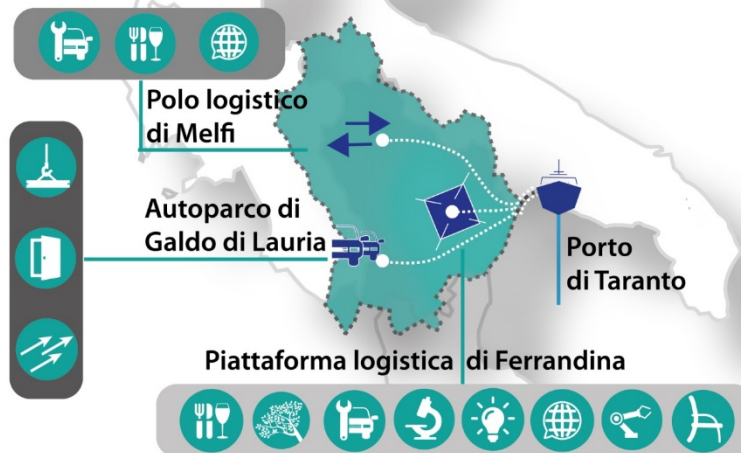 Polo logistico
di Melfi
Autoparco di
Galdo di Lauria
Porto
di Taranto
Piattaforma logistica di Ferrandina